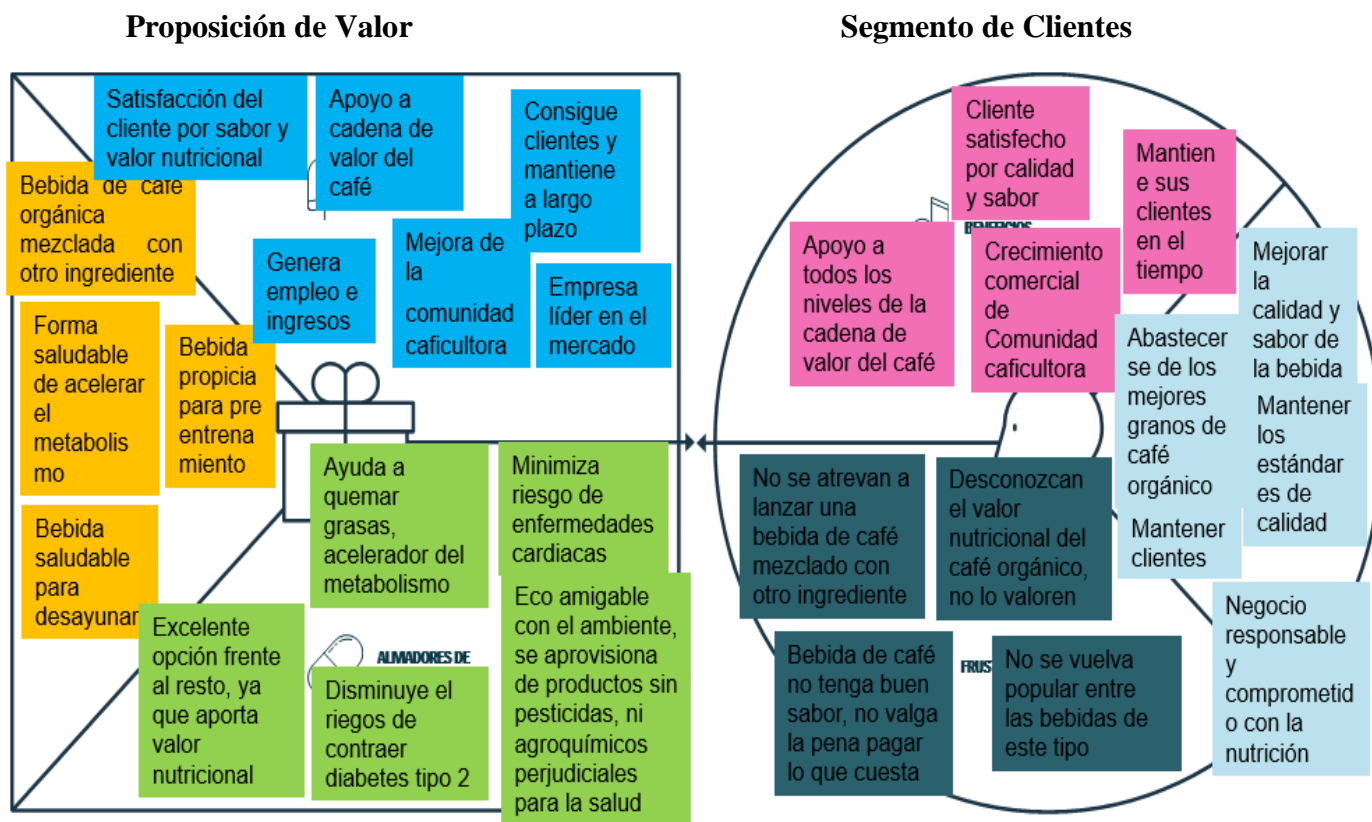 Proposición de Valor
Segmento de Clientes
Satisfacción del
cliente por sabor y
valor nutricional
Apoyo a
cadena de
valor del
café
Consigue
clientes y
mantiene
a largo
plazo
Bebida de café
orgánica
mezclada con
otro ingrediente
Genera
empleo e
ingresos
Mejora de
la
comunidad
caficultora
Empresa
líder en el
mercado
Forma
saludable
de acelerar
el
metabolis
mo
Bebida
propicia
para pre
entrena
miento
Bebida
saludable
para
desayunar
Ayuda a
quemar
grasas,
acelerador del
metabolismo
Minimiza
riesgo de
enfermedades
cardiacas
Excelente
opción frente
al resto, ya
que aporta
valor
nutricional
ALIVIADORES DE
Disminuye el
riegos de
contraer
diabetes tipo 2
Eco amigable
con el ambiente,
se aprovisiona
de productos sin
pesticidas, ni
agroquímicos
perjudiciales
para la salud
Cliente
satisfecho
por calidad
y sabor
BENEFICIOS
Mantien
e sus
clientes
en el
tiempo
Apoyo a
todos los
niveles de la
cadena de
valor del café
Crecimiento
comercial
de
Comunidad
caficultora
Mejorar
la
calidad y
sabor de
la bebida
Abastecer
se de los
mejores
granos de
café
orgánico
Mantener
los
estándar
es de
calidad
Mantener
clientes
No se atrevan a
lanzar una
bebida de café
mezclado con
otro ingrediente
Desconozcan
el valor
nutricional del
café orgánico,
no lo valoren
Bebida de café
no tenga buen
sabor, no valga
la pena pagar
lo que cuesta
FRUS
No se vuelva
popular entre
las bebidas de
este tipo
Negocio
responsable
y
comprometid
o con la
nutrición